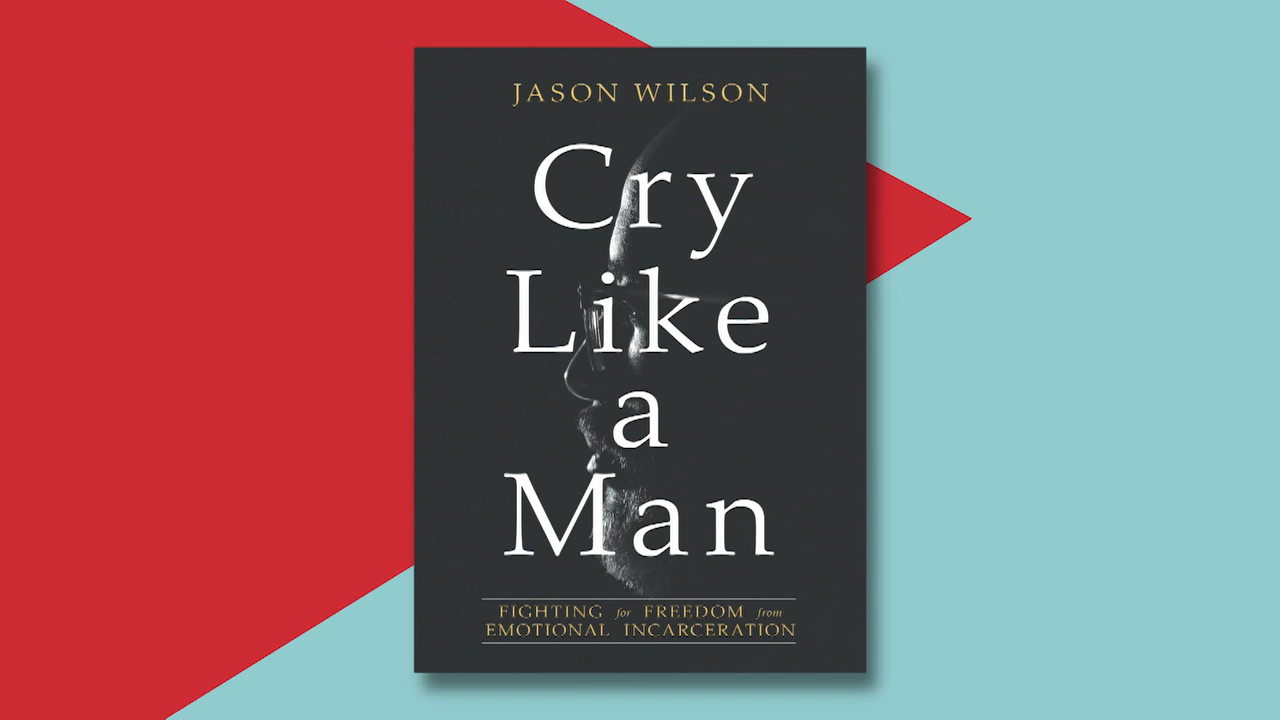 JASON WILSON
Cry
Like
a
Man
FIGHTING for FREEDOM from
EMOTIONAL INCARCERATION